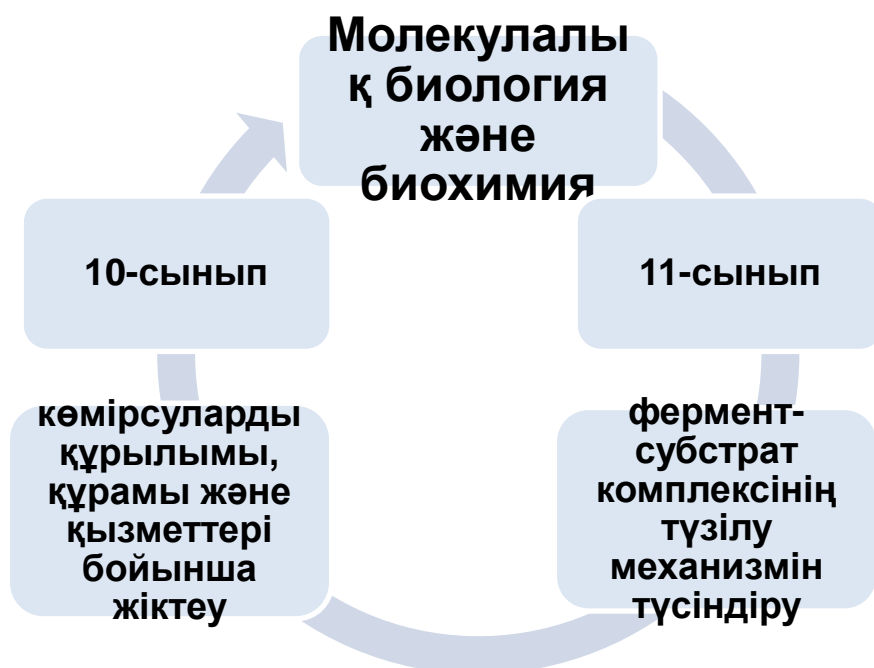 Молекулалы
қ биология
және
биохимия
10-сынып
11-сынып
көмірсуларды
құрылымы,
құрамы және
қызметтері
бойынша
жіктеу
фермент-
субстрат
комплексінің
түзілу
механизмін
түсіндіру